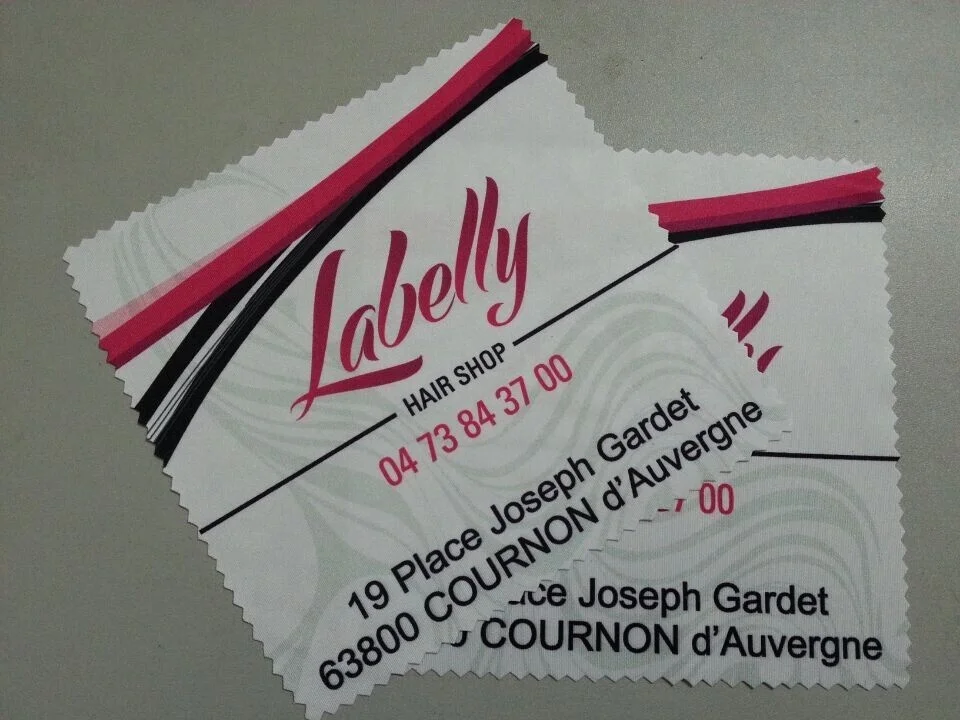 Labelly
HAIR SHOP
04 73 84 37 00
19 Place Joseph Gardet
63800 COURNON d'Auvergne
00
Joseph Gardet
COURNON d'Auvergne